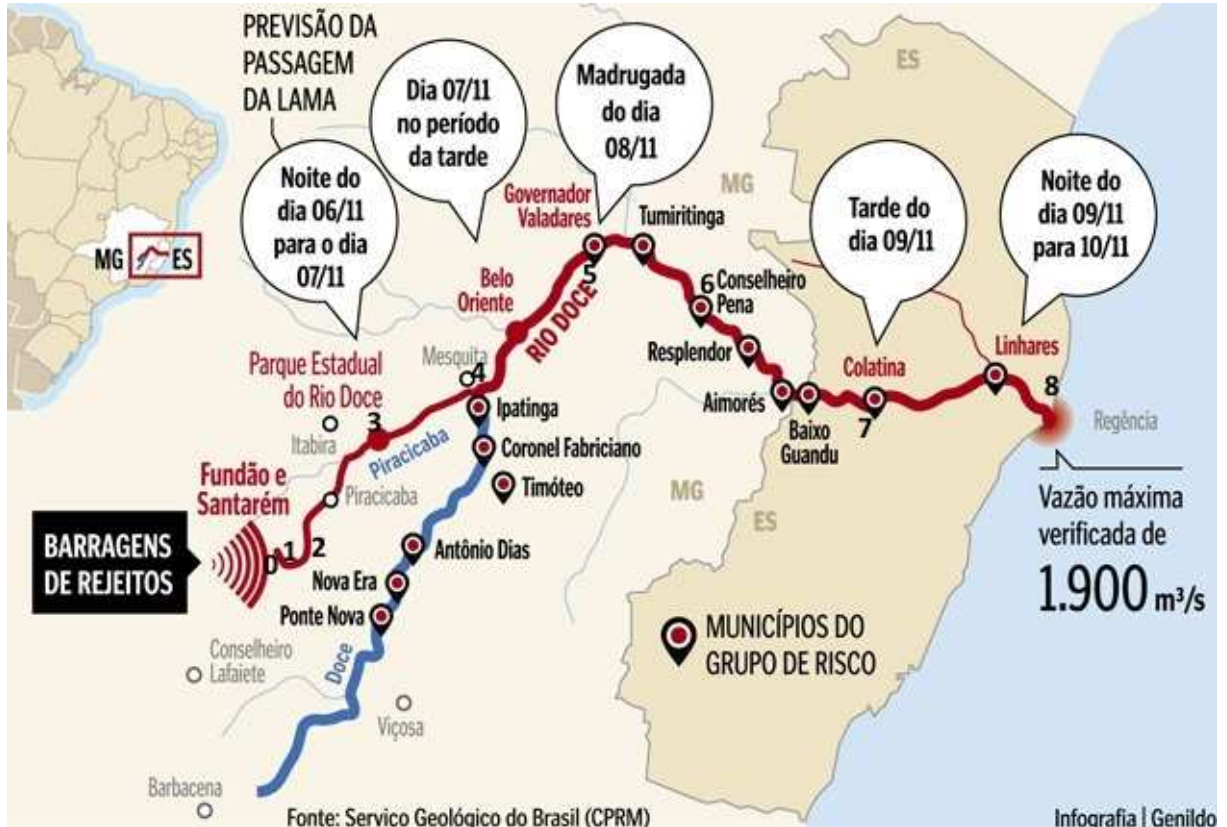 PREVISÃO DA
PASSAGEM
DA LAMA
Noite do
dia 06/11
para o dia
07/11
Dia 07/11
no período
da tarde
Madrugada
do dia
08/11
Tarde do
dia 09/11
Noite do
dia 09/11
para 10/11
MG
ES
ES
MG
ES
MG
ES
Governador
Valadares
5
Tumiritinga
6
Conselheiro
Pena
Belo
Oriente
RIO DOCE
Resplendor
Mesquita
4
Parque Estadual
do Rio Doce
Itabira
3
Piracicaba
Ipatinga
Aimorés
Baixo
Guandu
Colatina
7
Linhares
8
Regência
Coronel Fabriciano
Timóteo
Fundão e
Santarém
Piracicaba
BARRAGENS
DE REJEITOS
0
1
2
Antônio Dias
Nova Era
Ponte Nova
Conselheiro
Lafaiete
Doce
Viçosa
Barbacena
Vazão máxima
verificada de
1.900 m³/s
MUNICÍPIOS DO
GRUPO DE RISCO
Fonte: Serviço Geológico do Brasil (CPRM)
Infografia | Genildo